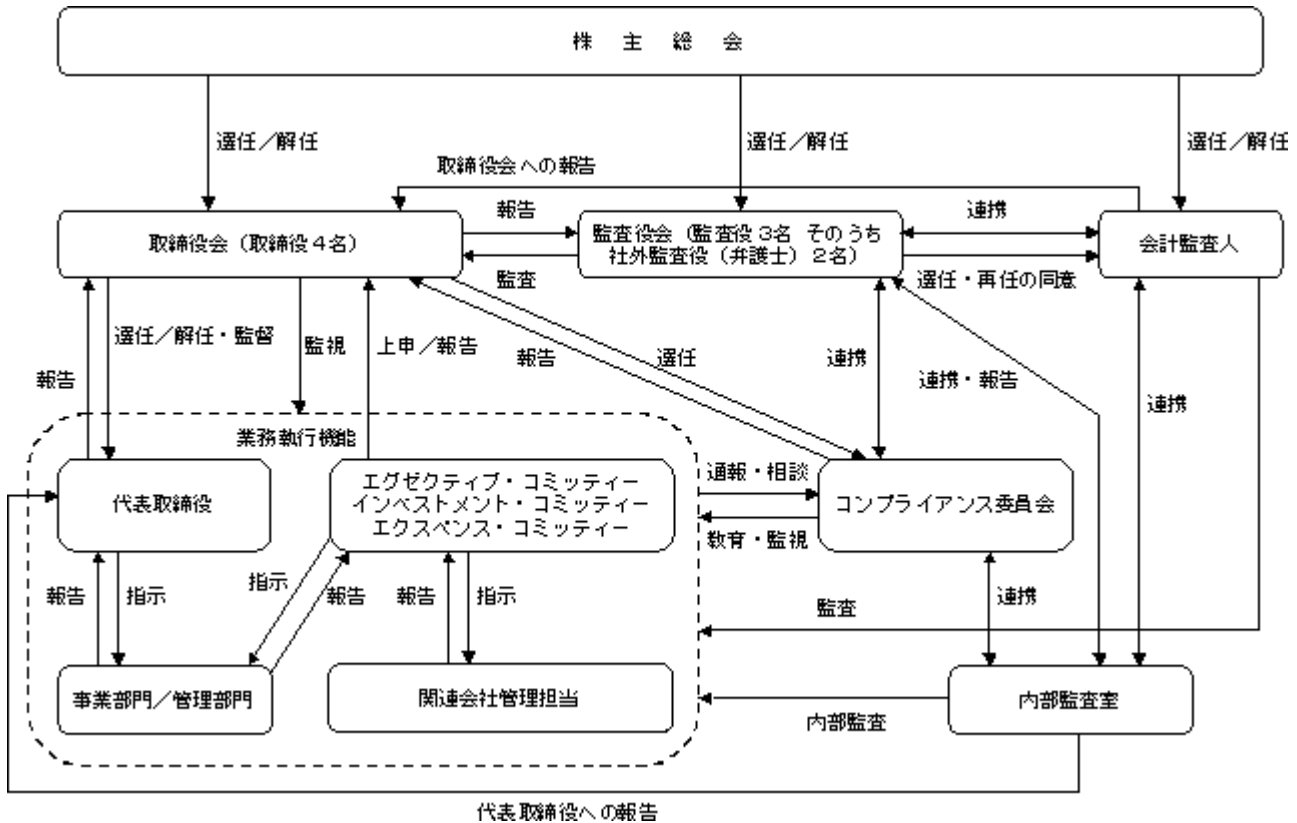 株 主 総 会
選任／解任
選任／解任
選任／解任
取締役会への報告
報告
連携
取締役会（取締役４名）
監査役会（監査役３名 そのうち
社外監査役（弁護士）２名）
会計監査人
監査
選任・再任の同意
選任／解任・監督
監視
上申／報告
報告
選任
連携
連携・報告
報告
連携
業務執行機能
代表取締役
エグゼクティブ・コミッティー
インベストメント・コミッティー
エクスペンス・コミッティー
通報・相談
コンプライアンス委員会
教育・監視
報告
指示
指示
報告
報告
指示
連携
監査
事業部門／管理部門
関連会社管理担当
内部監査室
内部監査
代表取締役への報告